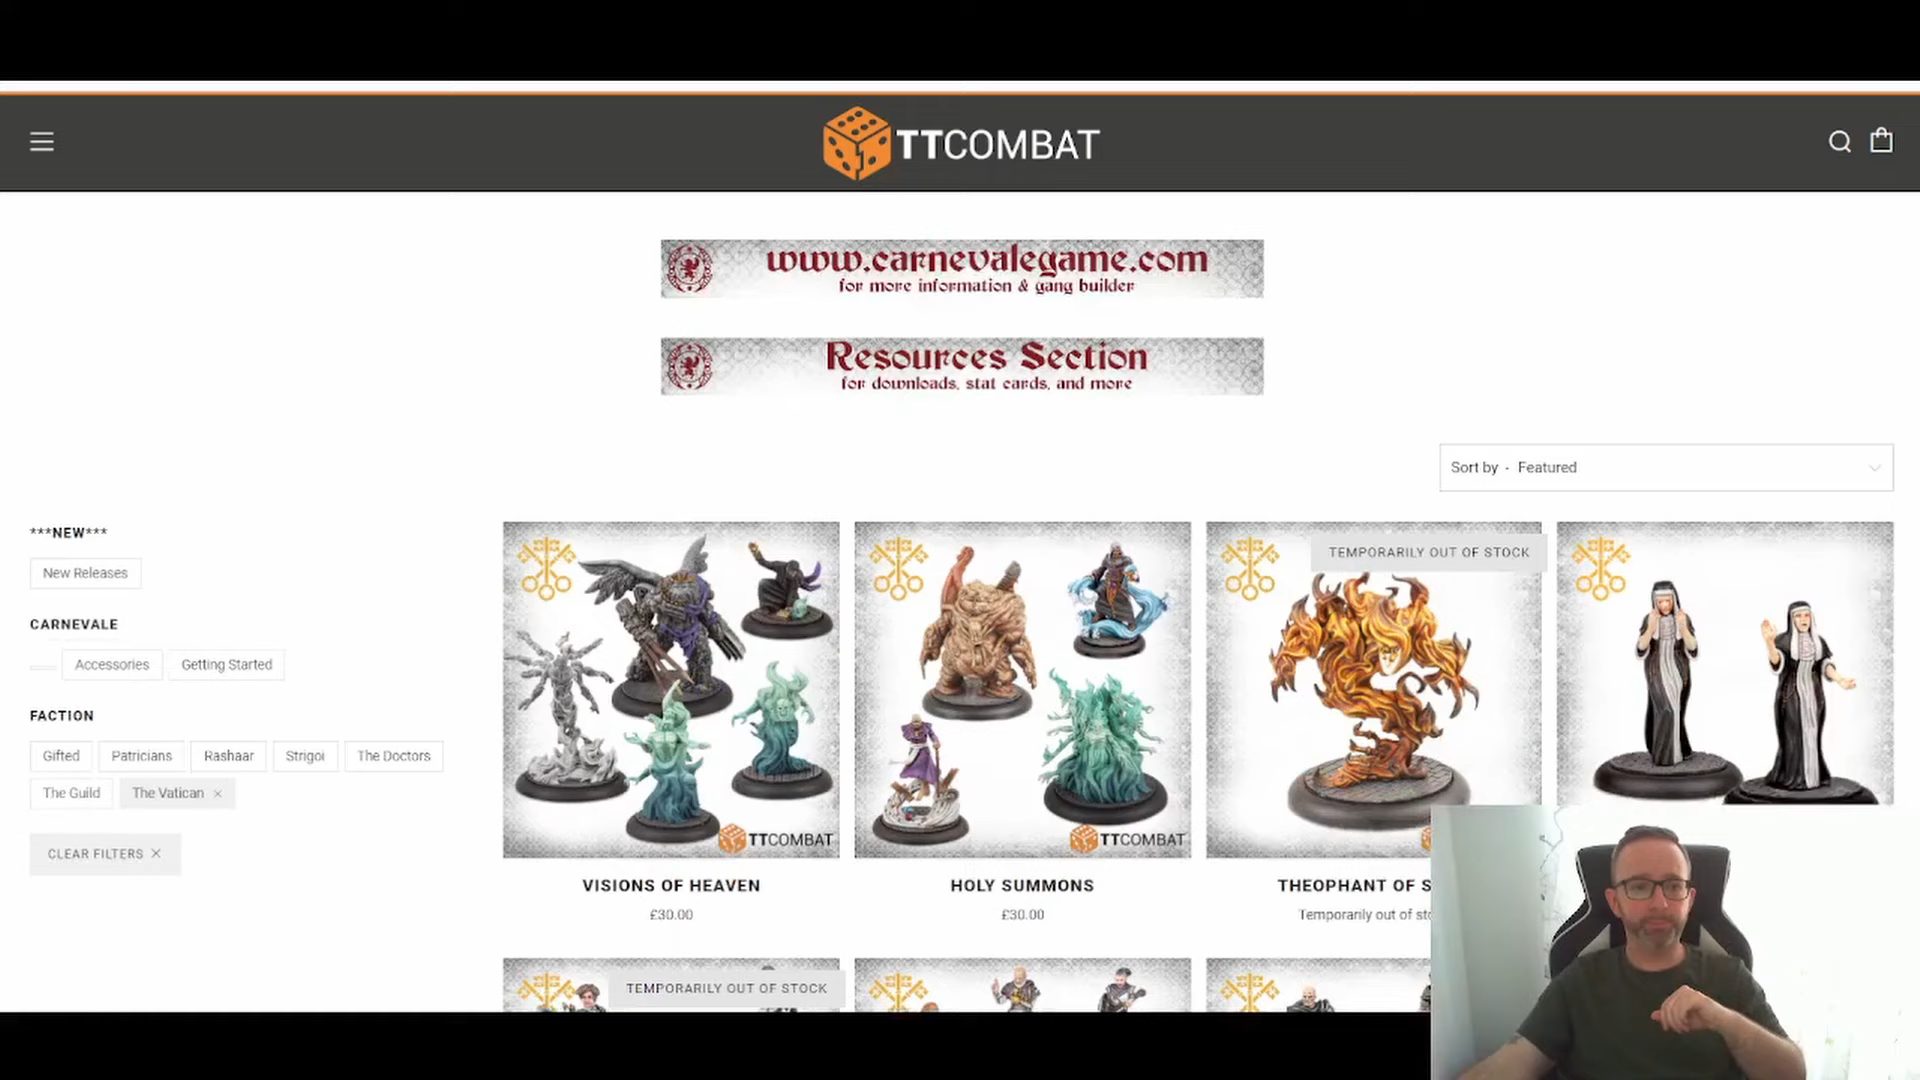 TTCOMBAT
www.carnevalegame.com
for more information & gang builder
Resources Section
for downloads, stat cards, and more
Sort by · Featured
***NEW***
New Releases
CARNEVALE
Accessories
Getting Started
FACTION
Gifted
Patricians
Rashaar
Strigoi
The Doctors
The Guild
The Vatican ×
CLEAR FILTERS ×
TTCOMBAT
VISIONS OF HEAVEN
£30.00
TTCOMBAT
HOLY SUMMONS
£30.00
TEMPORARILY OUT OF STOCK
THEOPHANT OF S
Temporarily out of sto
TEMPORARILY OUT OF STOCK